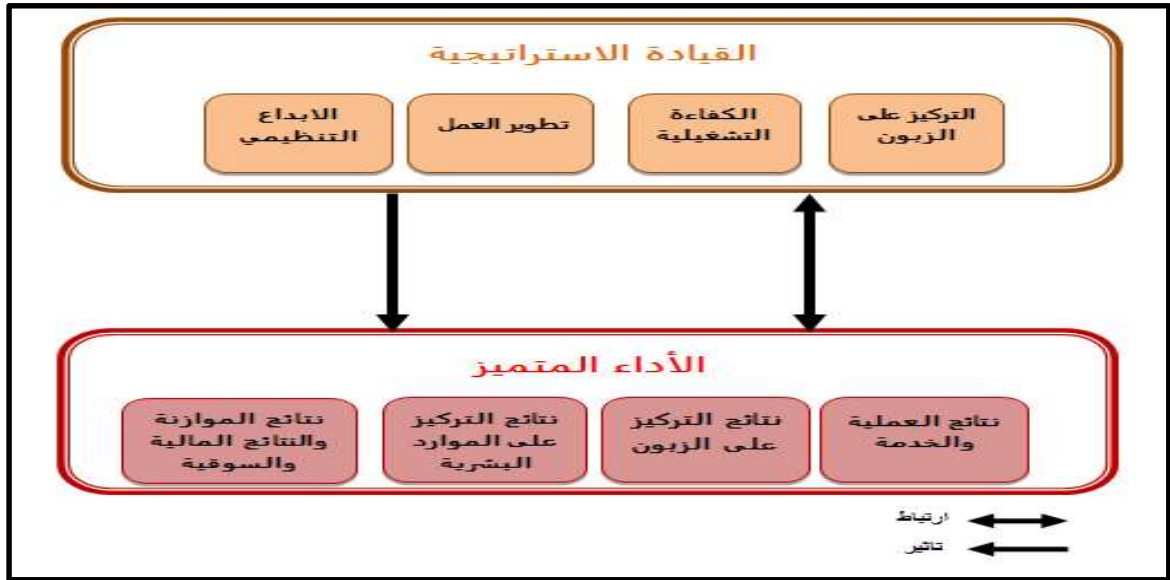 القيادة الاستراتيجية
التركيز على
الزبون
الكفاءة
التشغيلية
تطوير العمل
الابداع
التنظيمي
الأداء المتميز
نتائج العملية
والخدمة
نتائج التركيز
على الزبون
نتائج التركيز
على الموارد
البشرية
نتائج الموازنة
والنتائج المالية
والسوقية
ارتباط
تاثير